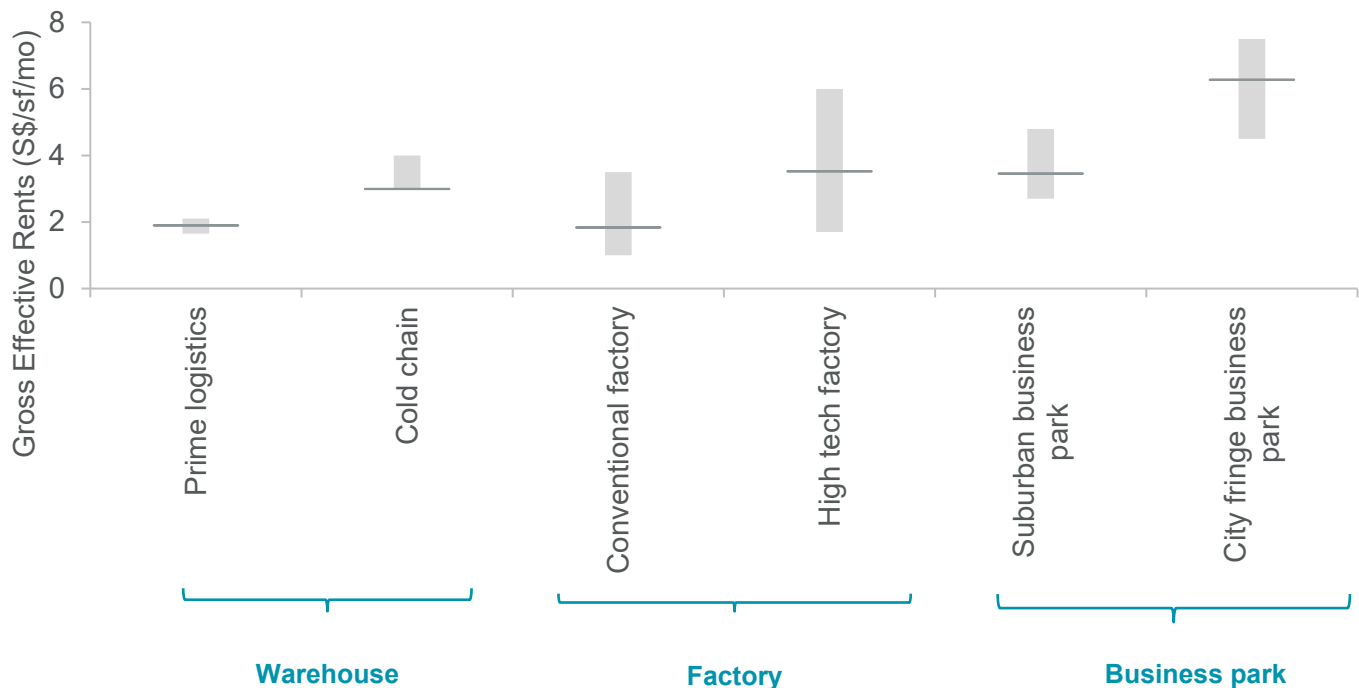 Gross Effective Rents (S$/sf/mo)
8
6
4
2
0
Prime logistics
Cold chain
Conventional factory
High tech factory
Suburban business
park
City fringe business
park
Warehouse
Factory
Business park